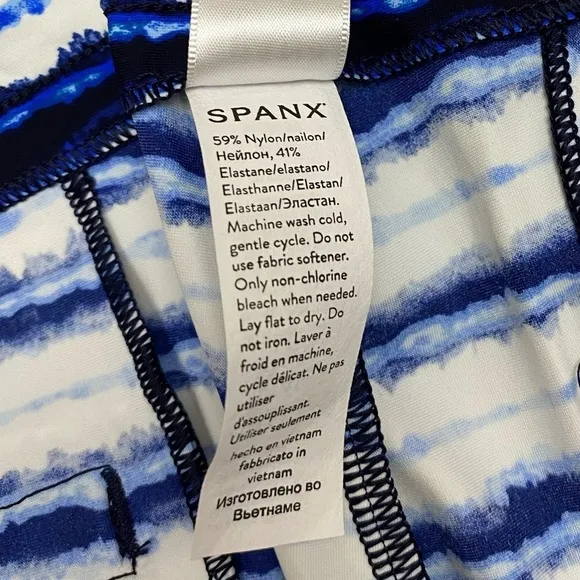 SPANX
59% Nylon/nailon/
Нейлон, 41%
Elastane/elastano/
Elasthanne/Elastan/
Elastaan/Эластан.
Machine wash cold,
gentle cycle. Do not
use fabric softener.
Only non-chlorine
bleach when needed.
Lay flat to dry. Do
not iron. Laver à
froid en machine,
cycle délicat. Ne pas
utiliser
d'assouplissant.
Utiliser seulement
hecho en vietnam
fabbricato in
vietnam
Изготовлено во
Вьетнаме